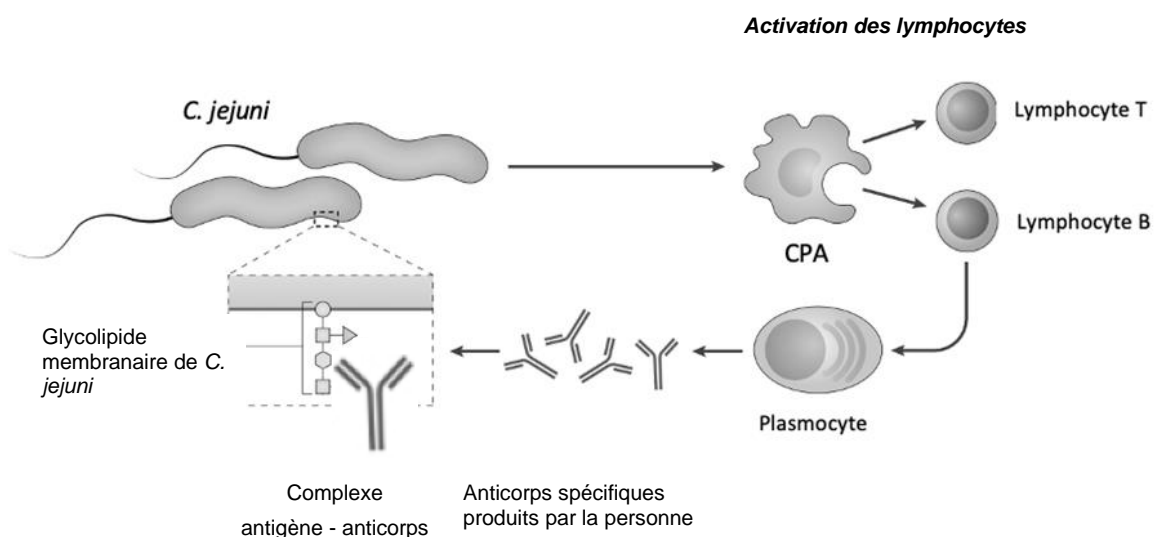 Activation des lymphocytes
C. jejuni
Lymphocyte T
Lymphocyte B
CPA
Glycolipide
membranaire de C.
jejuni
Plasmocyte
Complexe
antigène - anticorps
Anticorps spécifiques
produits par la personne